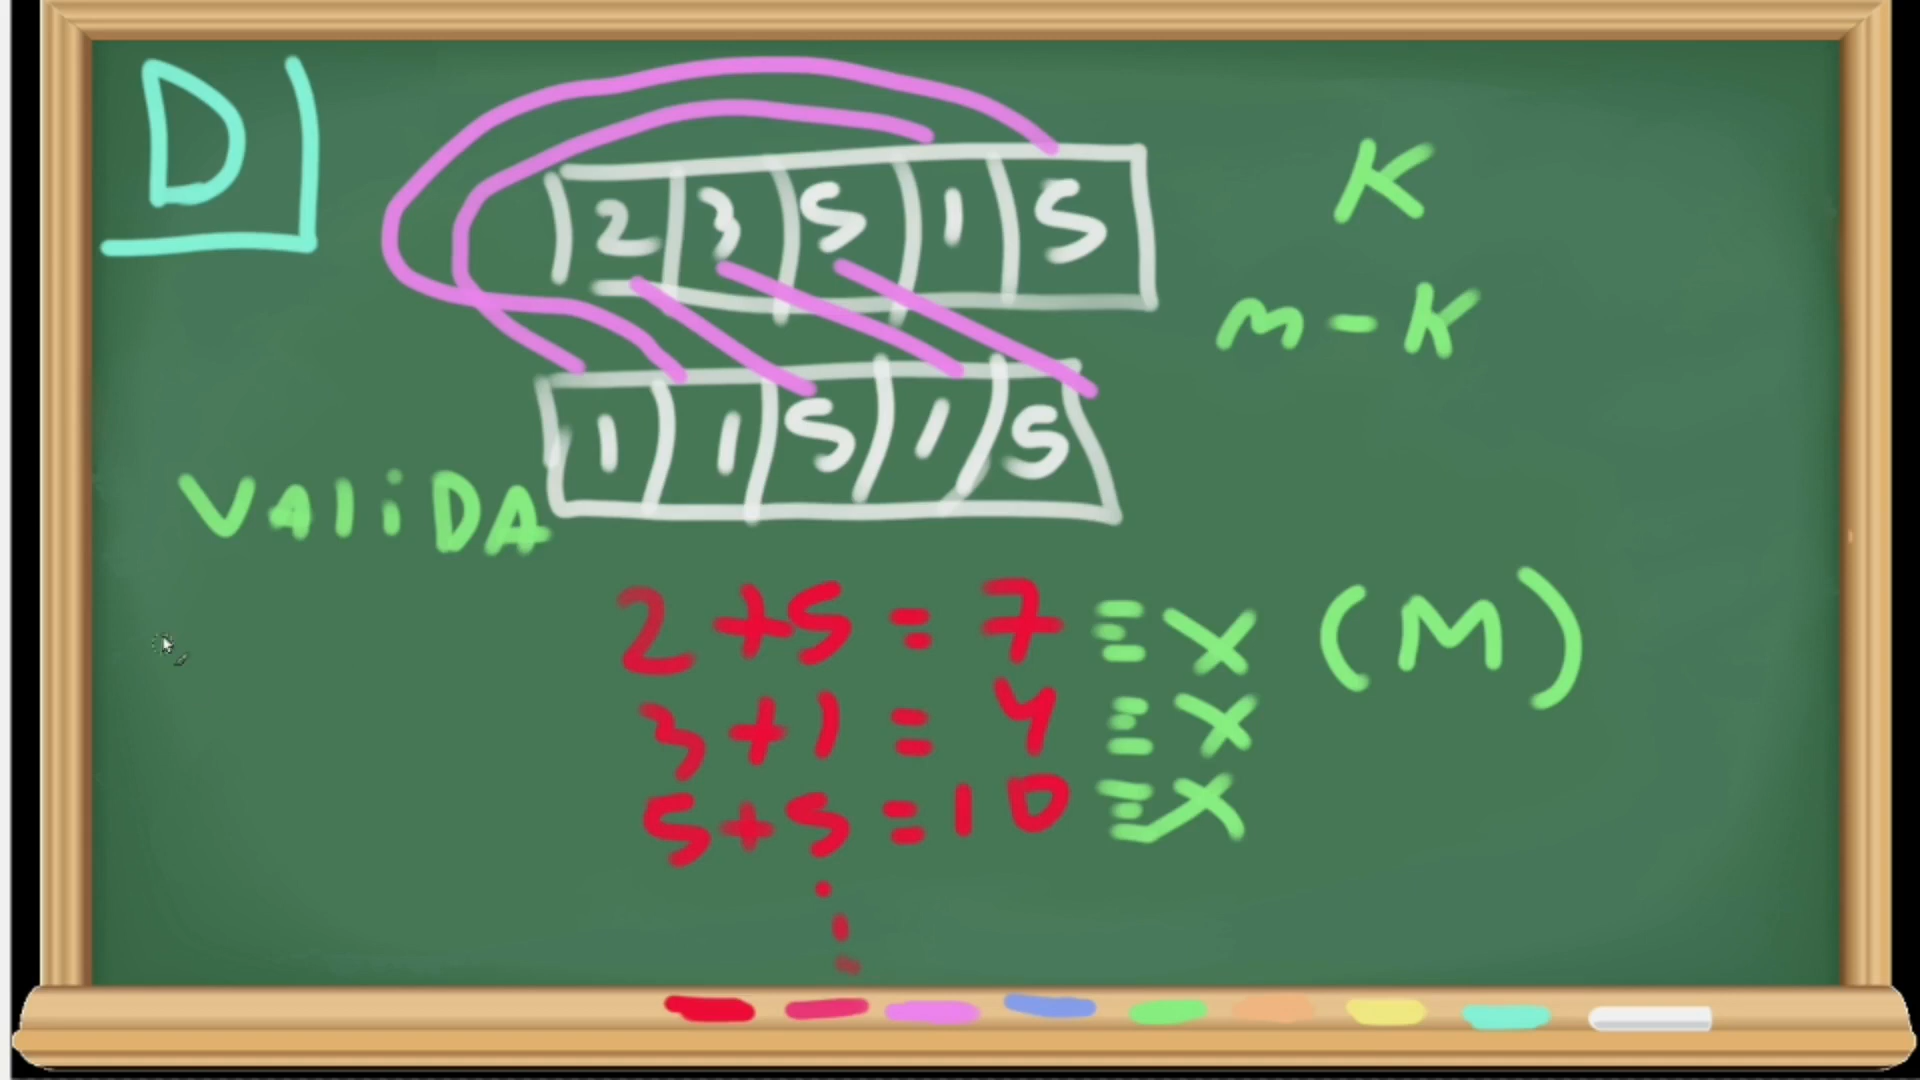 D
2 3 5 1 5
K
M - K
1 1 5 1 5
VAliDA
2 + 5 = 7 ≡ X (M)
3 + 1 = 4 ≡ X
5 + 5 = 10 ≡ X